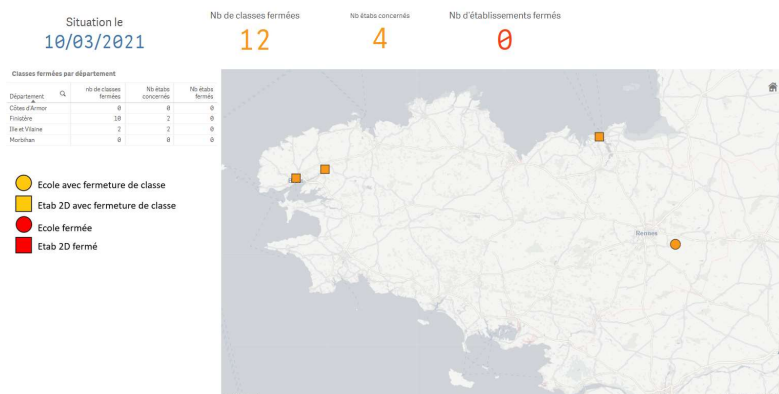 Situation le
10/03/2021
Nb de classes fermées
12
Nb étabs concernés
4
Nb d'établissements fermés
0
Classes fermées par département
Département nb de classes fermées Nb étabs concernés Nb étabs fermés
Côtes d'Armor 0 0 0
Finistère 10 2 0
Ille et Vilaine 2 2 0
Morbihan 0 0 0
Ecole avec fermeture de classe
Etab 2D avec fermeture de classe
Ecole fermée
Etab 2D fermé
Rennes